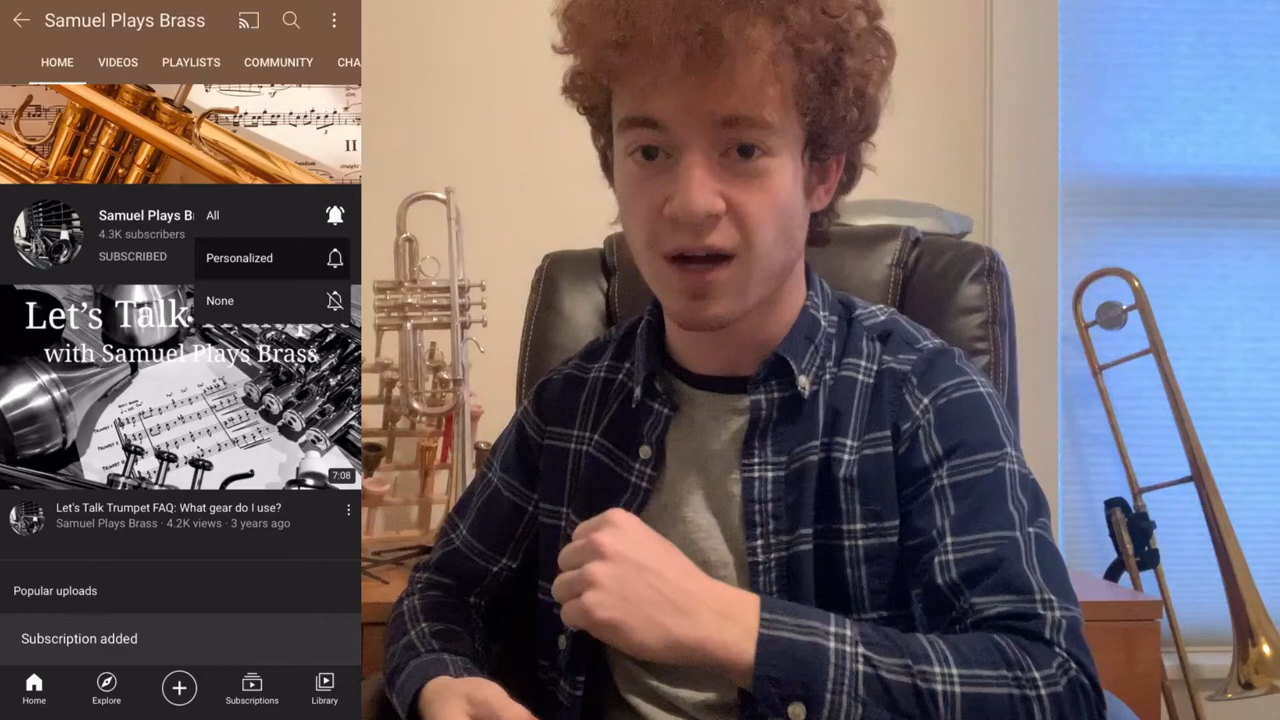 Samuel Plays Brass
HOME VIDEOS PLAYLISTS COMMUNITY CHA
II
straight
Samuel Plays B
4.3K subscribers
SUBSCRIBED
All
Personalized
None
Let's Talk
with Samuel Plays Brass
7:08
Let's Talk Trumpet FAQ: What gear do I use?
Samuel Plays Brass · 4.2K views · 3 years ago
Popular uploads
Subscription added
Home Explore Subscriptions Library